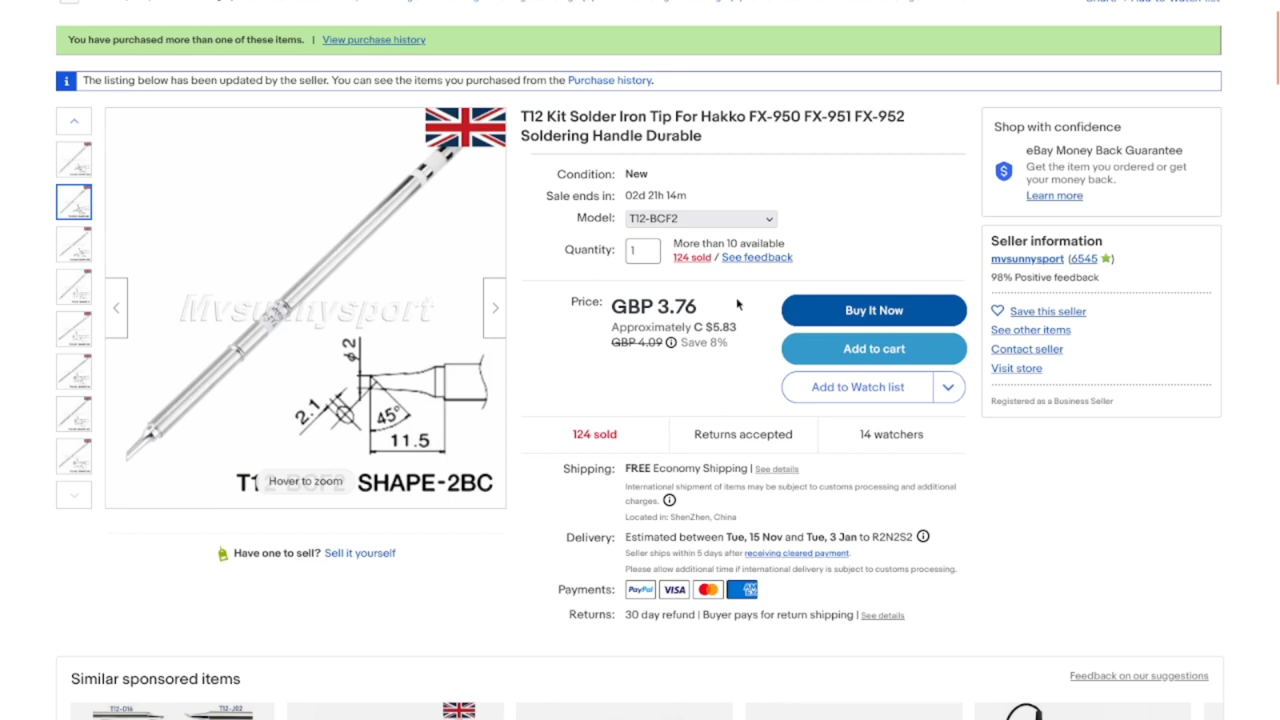 You have purchased more than one of these items. | View purchase history
The listing below has been updated by the seller. You can see the items you purchased from the Purchase history.
T12 Kit Solder Iron Tip For Hakko FX-950 FX-951 FX-952
Soldering Handle Durable
Condition: New
Sale ends in: 02d 21h 14m
Model: T12-BCF2
Quantity: 1
More than 10 available
124 sold / See feedback
Price: GBP 3.76
Approximately C $5.83
GBP 4.09 Save 8%
Buy It Now
Add to cart
Add to Watch list
124 sold
Returns accepted
14 watchers
Shipping: FREE Economy Shipping | See details
International shipment of items may be subject to customs processing and additional
charges.
Located in: ShenZhen, China
Delivery: Estimated between Tue, 15 Nov and Tue, 3 Jan to R2N2S2
Seller ships within 5 days after receiving cleared payment.
Please allow additional time if international delivery is subject to customs processing.
Payments: PayPal VISA
Returns: 30 day refund | Buyer pays for return shipping | See details
Shop with confidence
eBay Money Back Guarantee
Get the item you ordered or get
your money back.
Learn more
Seller information
mvsunnysport (6545)
98% Positive feedback
Save this seller
See other items
Contact seller
Visit store
Registered as a Business Seller
Mvsunnysport
2
2.1
45°
11.5
SHAPE-2BC
Hover to zoom
Have one to sell? Sell it yourself
Similar sponsored items
Feedback on our suggestions
T12-D16
T12-J02